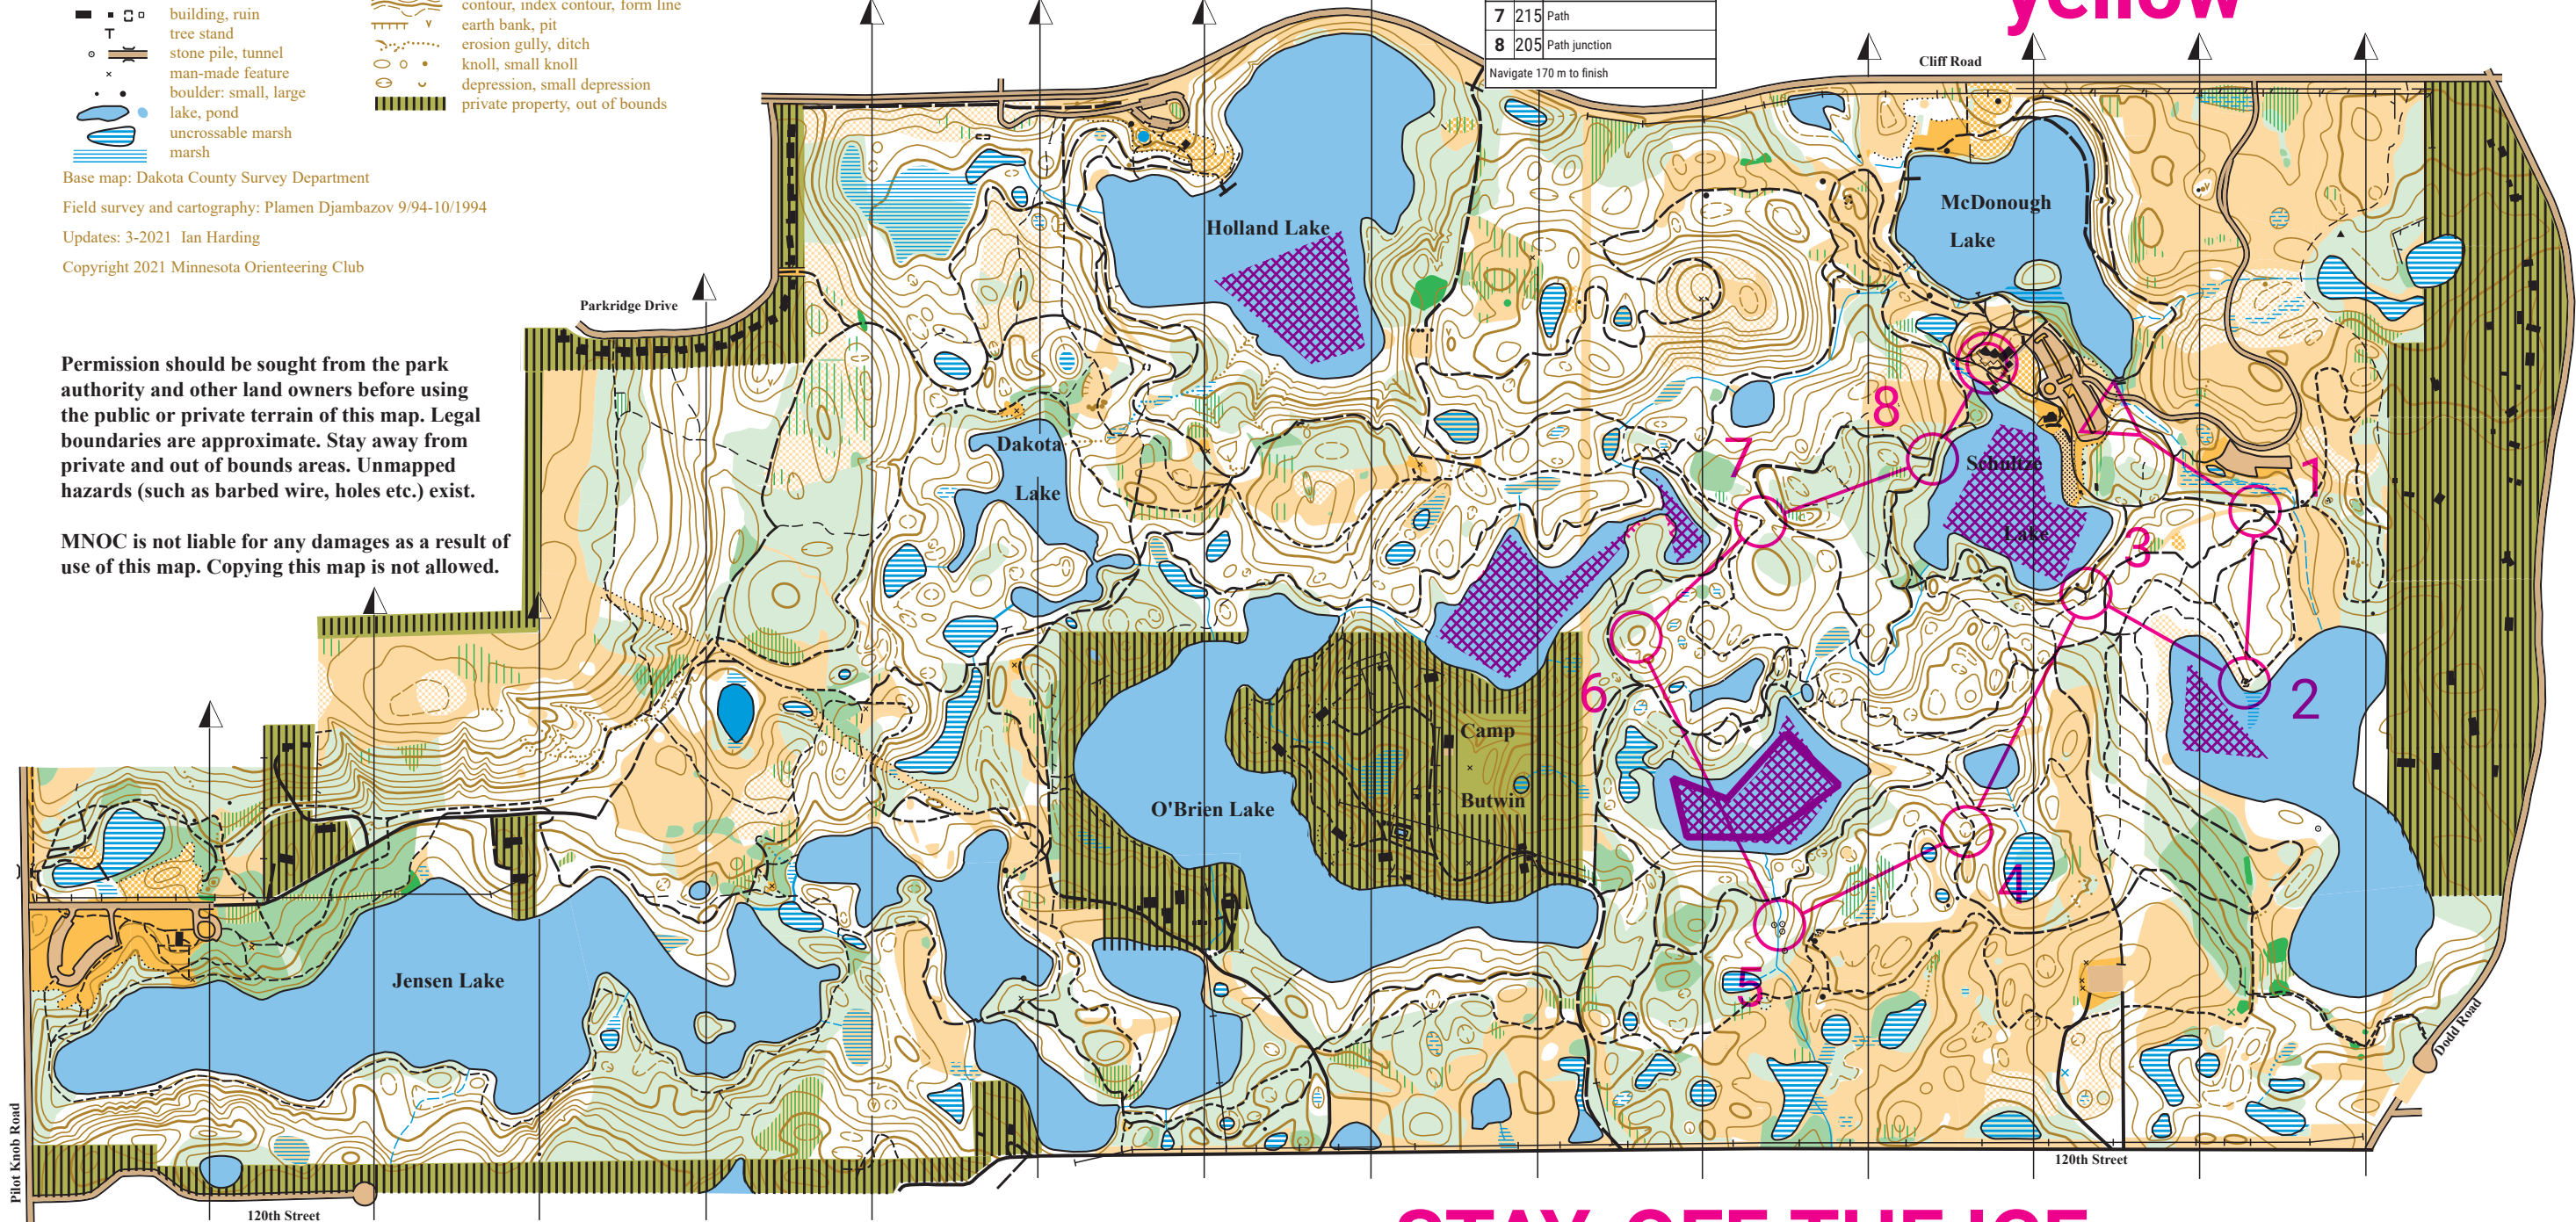 building, ruin
tree stand
stone pile, tunnel
man-made feature
boulder: small, large
lake, pond
uncrossable marsh
marsh
contour, index contour, form line
earth bank, pit
erosion gully, ditch
knoll, small knoll
depression, small depression
private property, out of bounds
Base map: Dakota County Survey Department
Field survey and cartography: Plamen Djambazov 9/94-10/1994
Updates: 3-2021 Ian Harding
Copyright 2021 Minnesota Orienteering Club
Permission should be sought from the park
authority and other land owners before using
the public or private terrain of this map. Legal
boundaries are approximate. Stay away from
private and out of bounds areas. Unmapped
hazards (such as barbed wire, holes etc.) exist.
MNOC is not liable for any damages as a result of
use of this map. Copying this map is not allowed.
7 215 Path
8 205 Path junction
Navigate 170 m to finish
yellow
Cliff Road
Parkridge Drive
Holland Lake
McDonough
Lake
Dakota
Lake
Schultze
Lake
8
7
1
3
6
2
4
5
Camp
Butwin
O'Brien Lake
Jensen Lake
Dodd Road
Pilot Knob Road
120th Street
120th Street
STAY OFF THE ICE